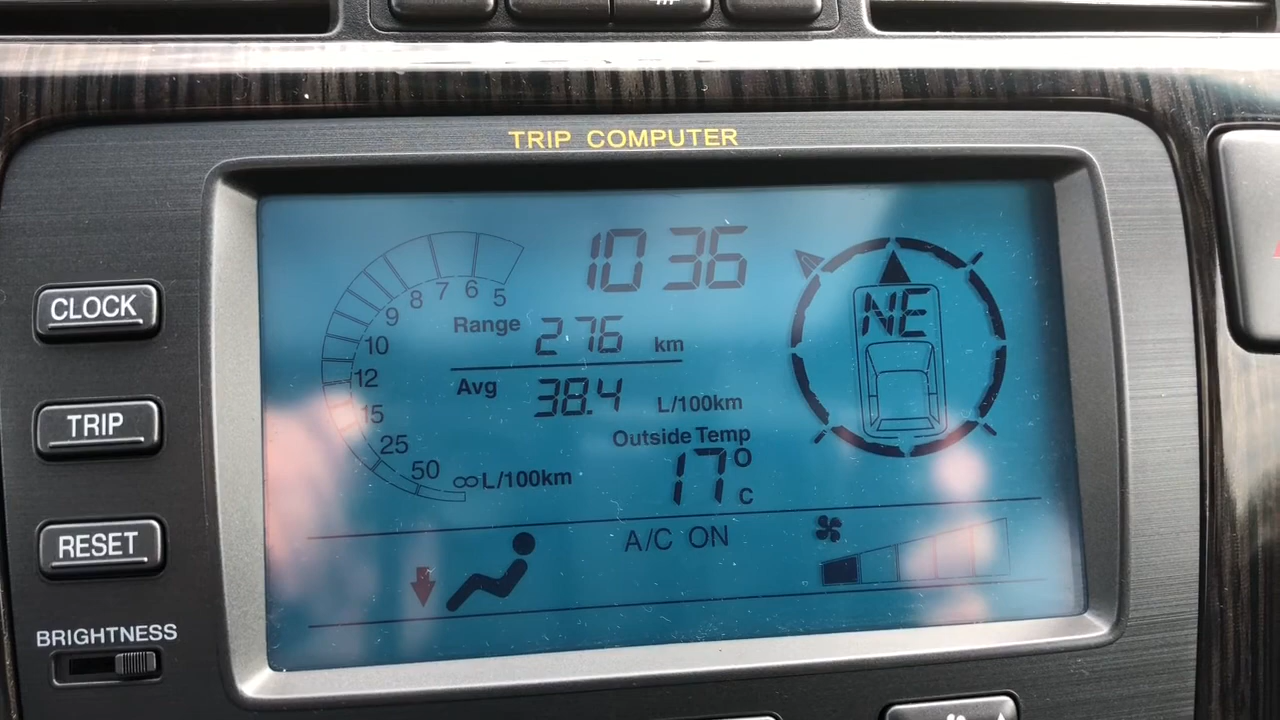 TRIP COMPUTER
CLOCK
TRIP
RESET
BRIGHTNESS
10 36
5
6
7
8
9
10
12
15
25
50
∞L/100km
Range 276 km
Avg 38.4 L/100km
Outside Temp
17°C
NE
A/C ON